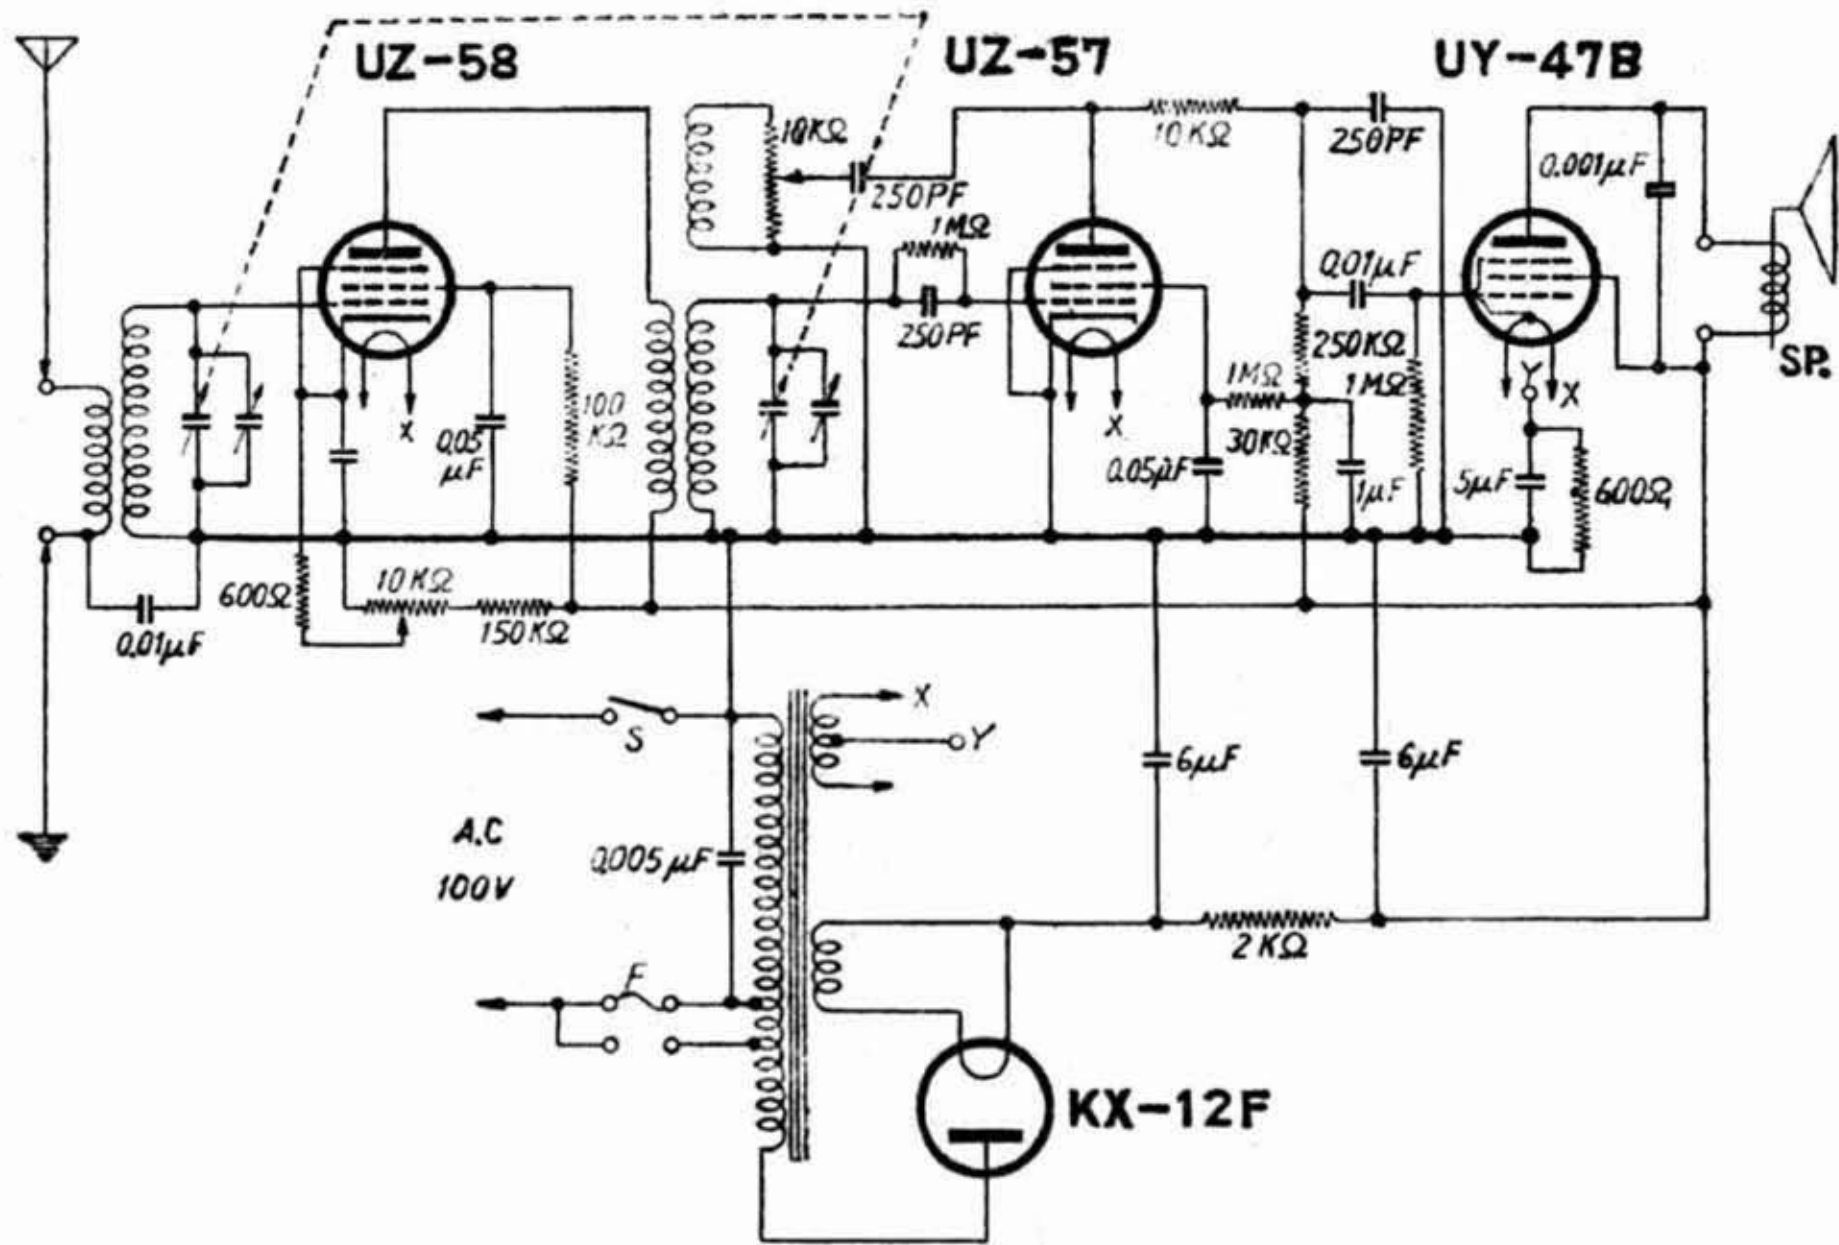 UZ-58
UZ-57
UY-47B
10KΩ
250PF
10KΩ
250PF
0.001μF
1MΩ
250PF
0.01μF
250KΩ
1MΩ
1MΩ
30KΩ
0.05μF
1μF
5μF
600Ω
SP.
X
0.05
μF
100
KΩ
X
Y
X
600Ω
10KΩ
150KΩ
0.01μF
S
X
Y
A.C
100V
0.005μF
6μF
6μF
F
2KΩ
KX-12F